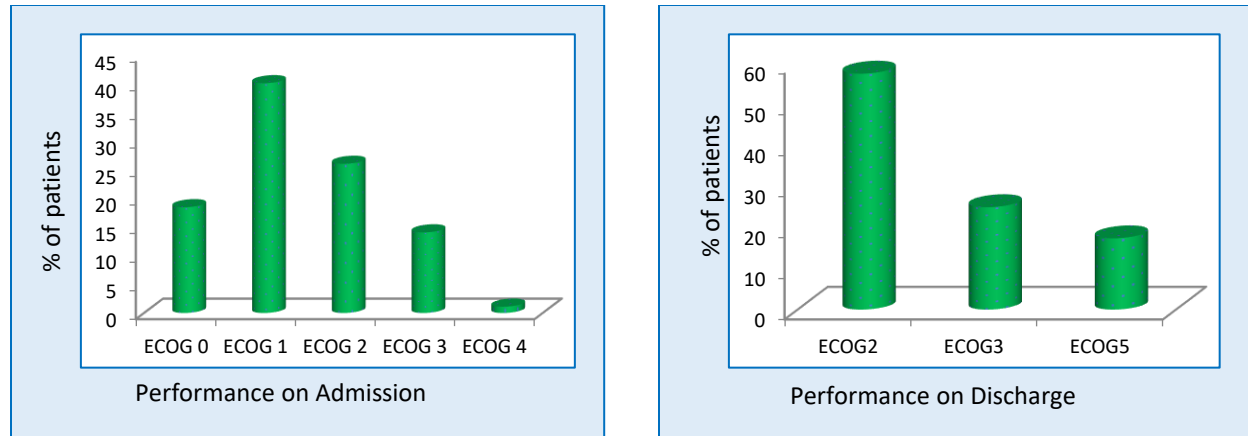 % of patients
45
40
35
30
25
20
15
10
5
0
ECOG 0 ECOG 1 ECOG 2 ECOG 3 ECOG 4
Performance on Admission
% of patients
60
50
40
30
20
10
0
ECOG2 ECOG3 ECOG5
Performance on Discharge